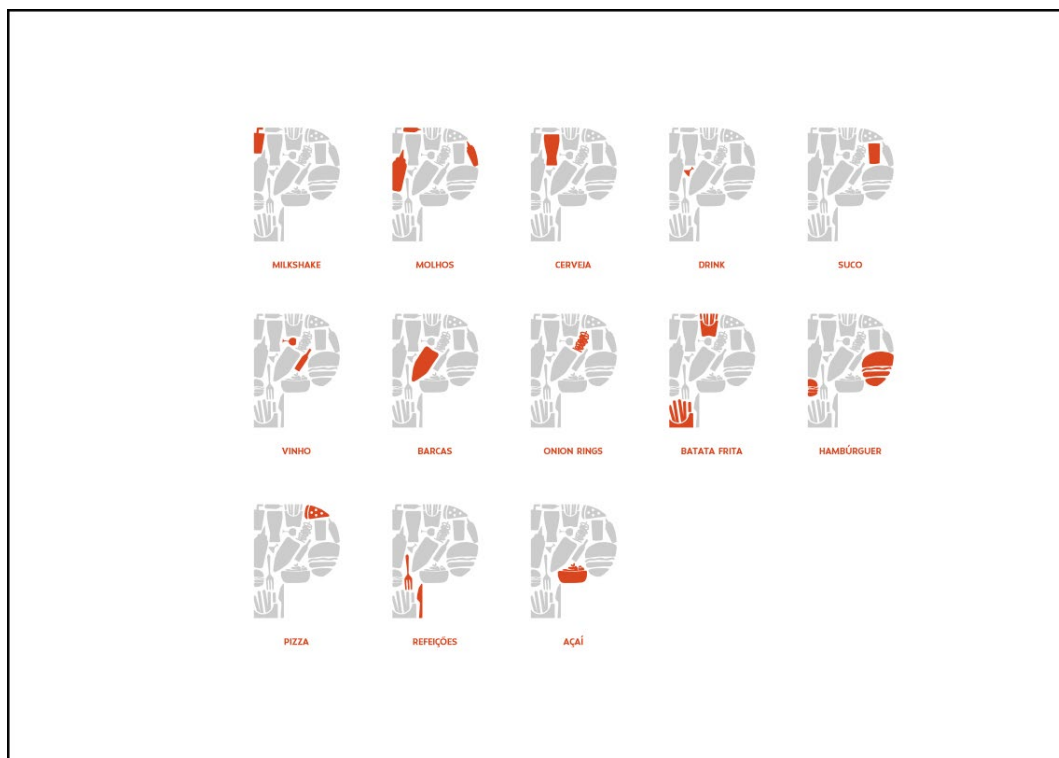 MILKSHAKE MOLHOS CERVEJA DRINK SUCO
VINHO BARCAS ONION RINGS BATATA FRITA HAMBÚRGUER
PIZZA REFEIÇÕES AÇAÍ